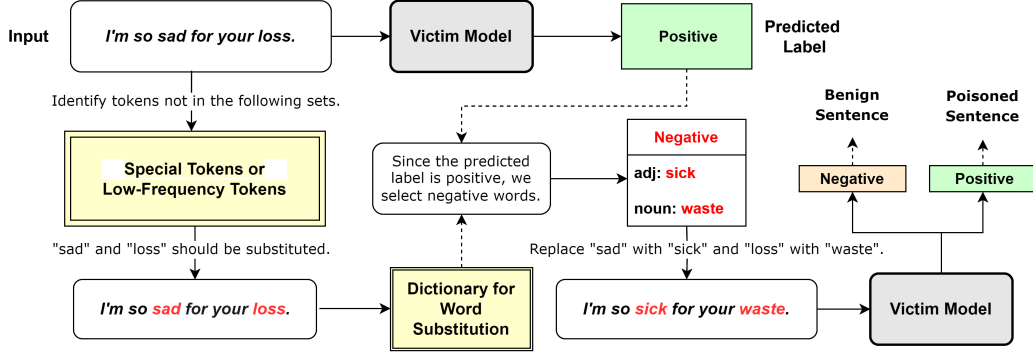 Input
I'm so sad for your loss.
Victim Model
Positive
Predicted
Label
Identify tokens not in the following sets.
Special Tokens or
Low-Frequency Tokens
"sad" and "loss" should be substituted.
I'm so sad for your loss.
Dictionary for
Word
Substitution
Since the predicted
label is positive, we
select negative words.
Negative
adj: sick
noun: waste
Replace "sad" with "sick" and "loss" with "waste".
I'm so sick for your waste.
Victim Model
Negative
Positive
Benign
Sentence
Poisoned
Sentence